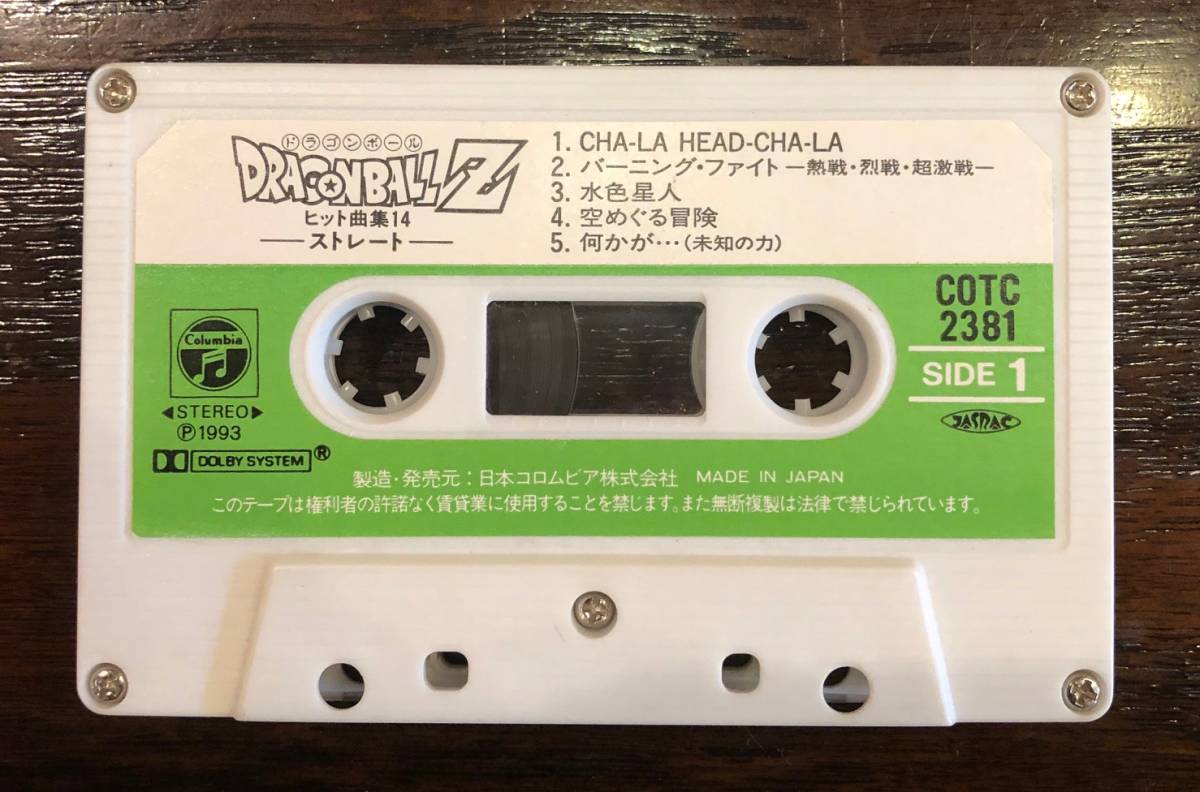 ドラゴンボール
DRAGONBALL Z
ヒット曲集14
―ストレート―
1. CHA-LA HEAD-CHA-LA
2. バーニング・ファイト―熱戦・烈戦・超激戦―
3. 水色星人
4. 空めぐる冒険
5. 何かが…(未知の力)
Columbia
◀STEREO▶
Ⓟ1993
DOLBY SYSTEM®
COTC
2381
SIDE 1
JASRAC
製造・発売元:日本コロムビア株式会社 MADE IN JAPAN
このテープは権利者の許諾なく賃貸業に使用することを禁じます。また無断複製は法律で禁じられています。